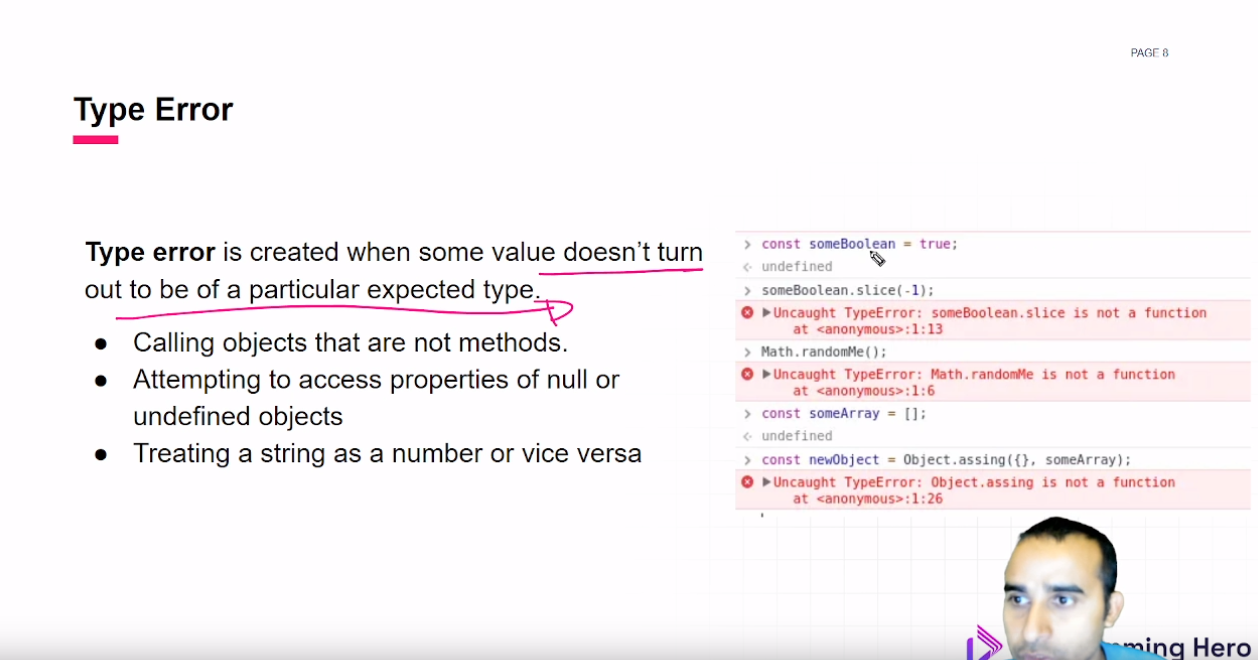 PAGE 8
Type Error
Type error is created when some value doesn’t turn
out to be of a particular expected type.
● Calling objects that are not methods.
● Attempting to access properties of null or
undefined objects
● Treating a string as a number or vice versa
> const someBoolean = true;
<· undefined
> someBoolean.slice(-1);
▶Uncaught TypeError: someBoolean.slice is not a function
at <anonymous>:1:13
> Math.randomMe();
▶Uncaught TypeError: Math.randomMe is not a function
at <anonymous>:1:6
> const someArray = [];
<· undefined
> const newObject = Object.assing({}, someArray);
▶Uncaught TypeError: Object.assing is not a function
at <anonymous>:1:26
mming Hero